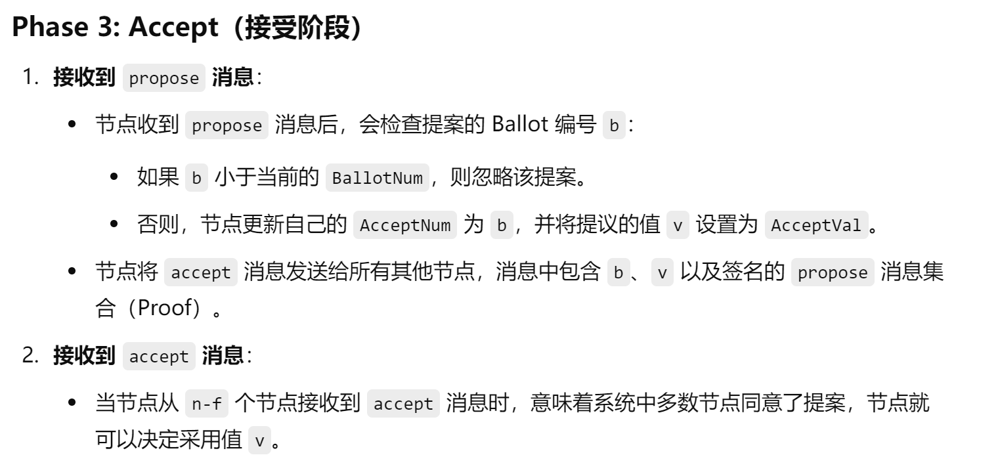 Phase 3: Accept（接受阶段）
1. 接收到 propose 消息：
• 节点收到 propose 消息后，会检查提案的 Ballot 编号 b：
• 如果 b 小于当前的 BallotNum，则忽略该提案。
• 否则，节点更新自己的 AcceptNum 为 b，并将提议的值 v 设置为 AcceptVal。
• 节点将 accept 消息发送给所有其他节点，消息中包含 b、v 以及签名的 propose 消息集
合（Proof）。
2. 接收到 accept 消息：
• 当节点从 n-f 个节点接收到 accept 消息时，意味着系统中多数节点同意了提案，节点就
可以决定采用值 v。